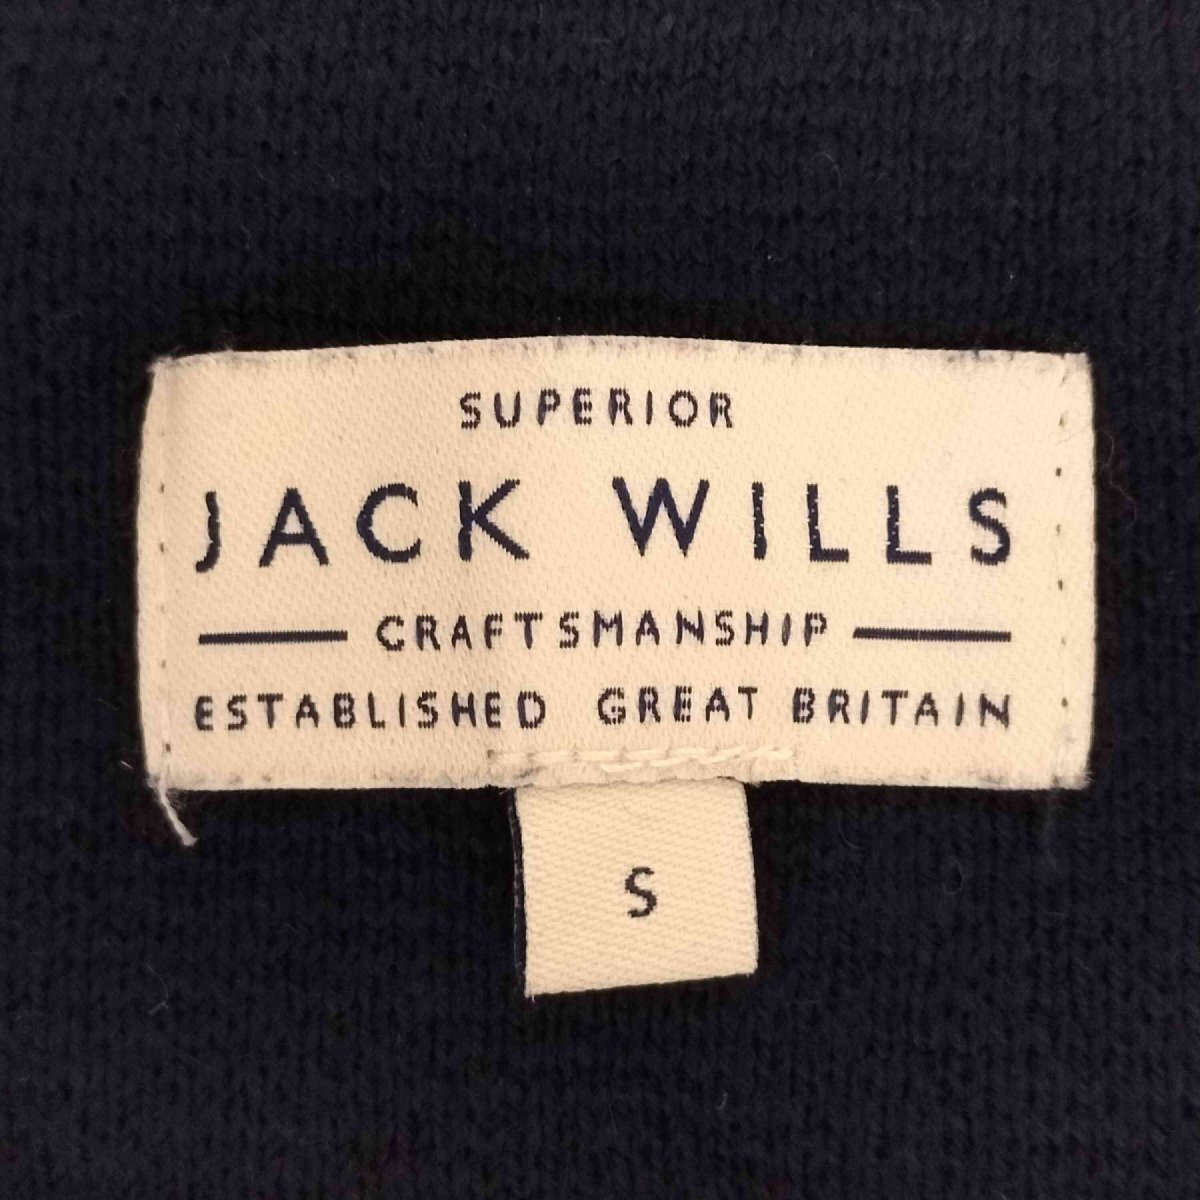 SUPERIOR
JACK WILLS
CRAFTSMANSHIP
ESTABLISHED GREAT BRITAIN
S